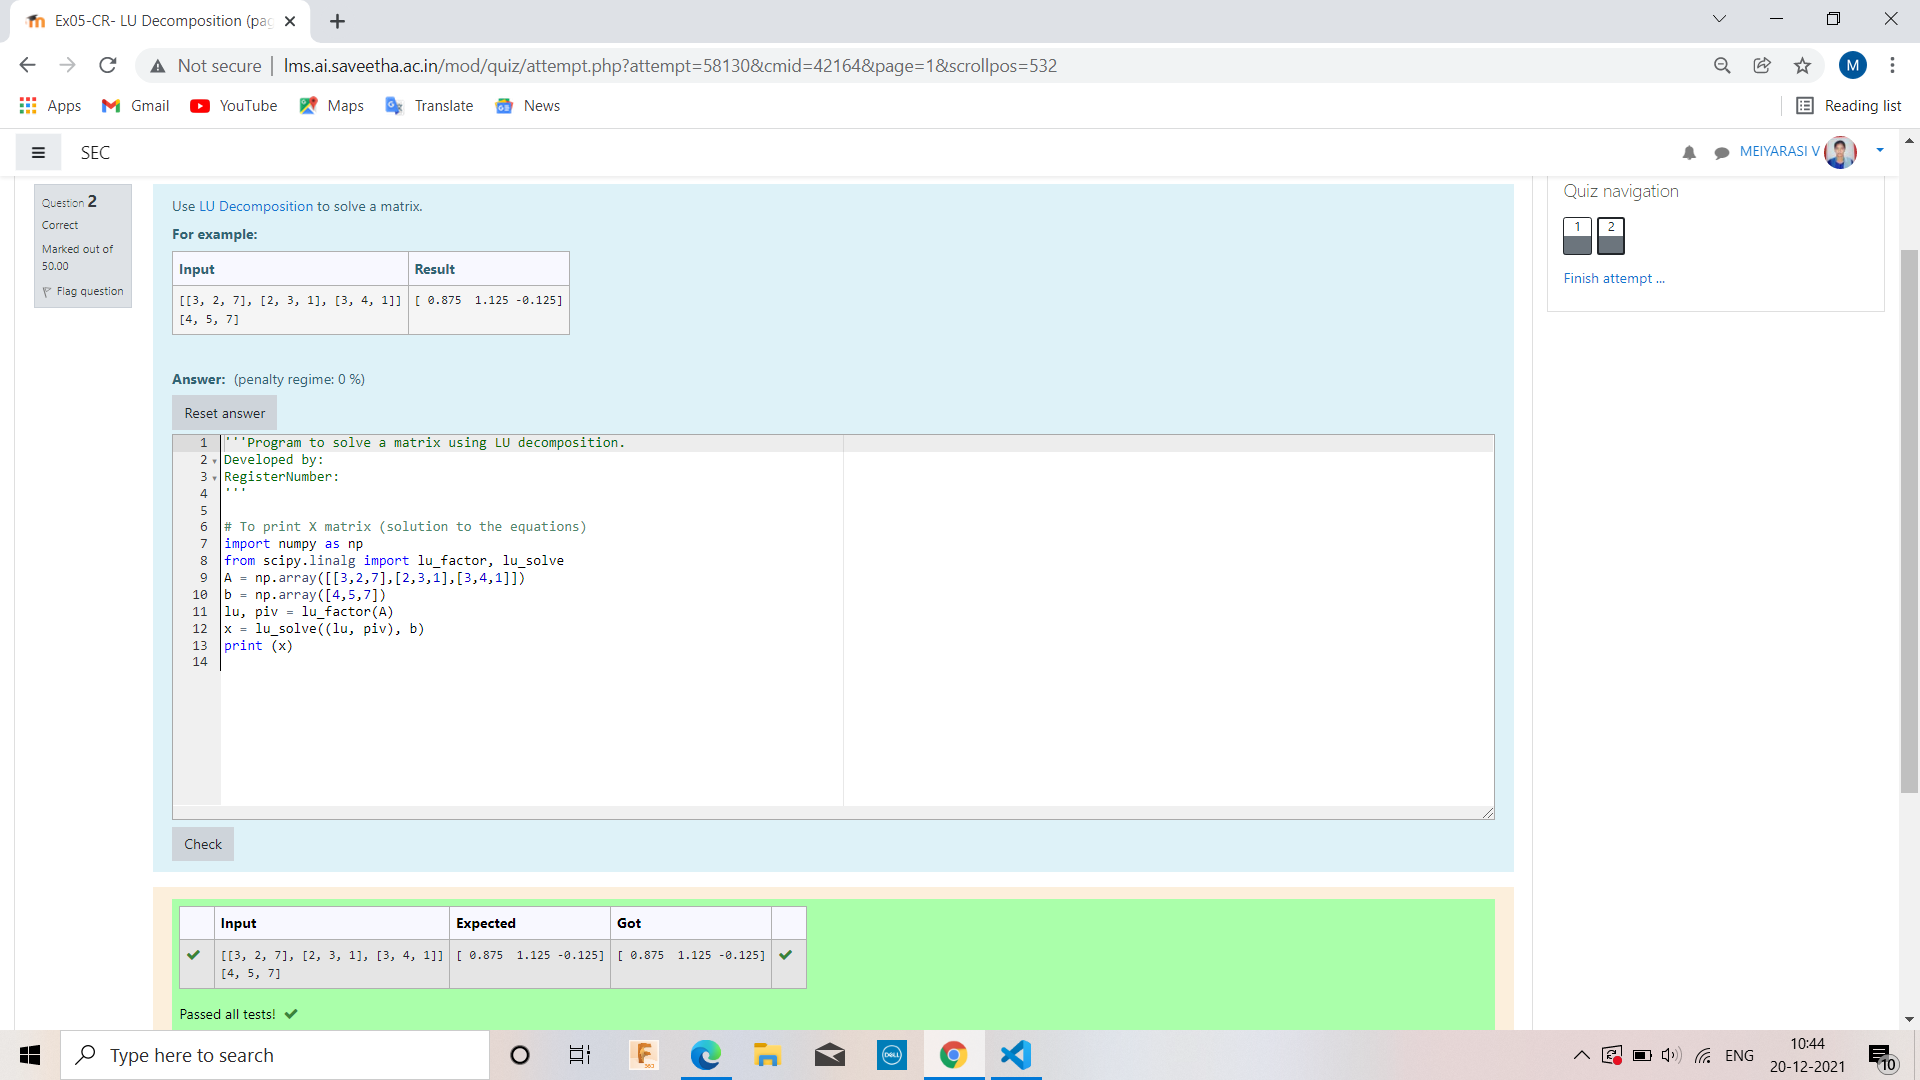 Ex05-CR- LU Decomposition (pag
Not secure | lms.ai.saveetha.ac.in/mod/quiz/attempt.php?attempt=58130&cmid=42164&page=1&scrollpos=532
M
Apps Gmail YouTube Maps Translate News Reading list
SEC
MEIYARASI V
Question 2
Correct
Marked out of
50.00
Flag question
Use LU Decomposition to solve a matrix.
For example:
Input Result
[[3, 2, 7], [2, 3, 1], [3, 4, 1]] [ 0.875  1.125 -0.125]
[4, 5, 7]
Answer: (penalty regime: 0 %)
Reset answer
1 '''Program to solve a matrix using LU decomposition.
2 Developed by:
3 RegisterNumber:
4 '''
5
6 # To print X matrix (solution to the equations)
7 import numpy as np
8 from scipy.linalg import lu_factor, lu_solve
9 A = np.array([[3,2,7],[2,3,1],[3,4,1]])
10 b = np.array([4,5,7])
11 lu, piv = lu_factor(A)
12 x = lu_solve((lu, piv), b)
13 print (x)
14
Check
Input Expected Got
[[3, 2, 7], [2, 3, 1], [3, 4, 1]] [ 0.875  1.125 -0.125] [ 0.875  1.125 -0.125]
[4, 5, 7]
Passed all tests!
Quiz navigation
1 2
Finish attempt ...
Type here to search
DELL
ENG
10:44
20-12-2021
10